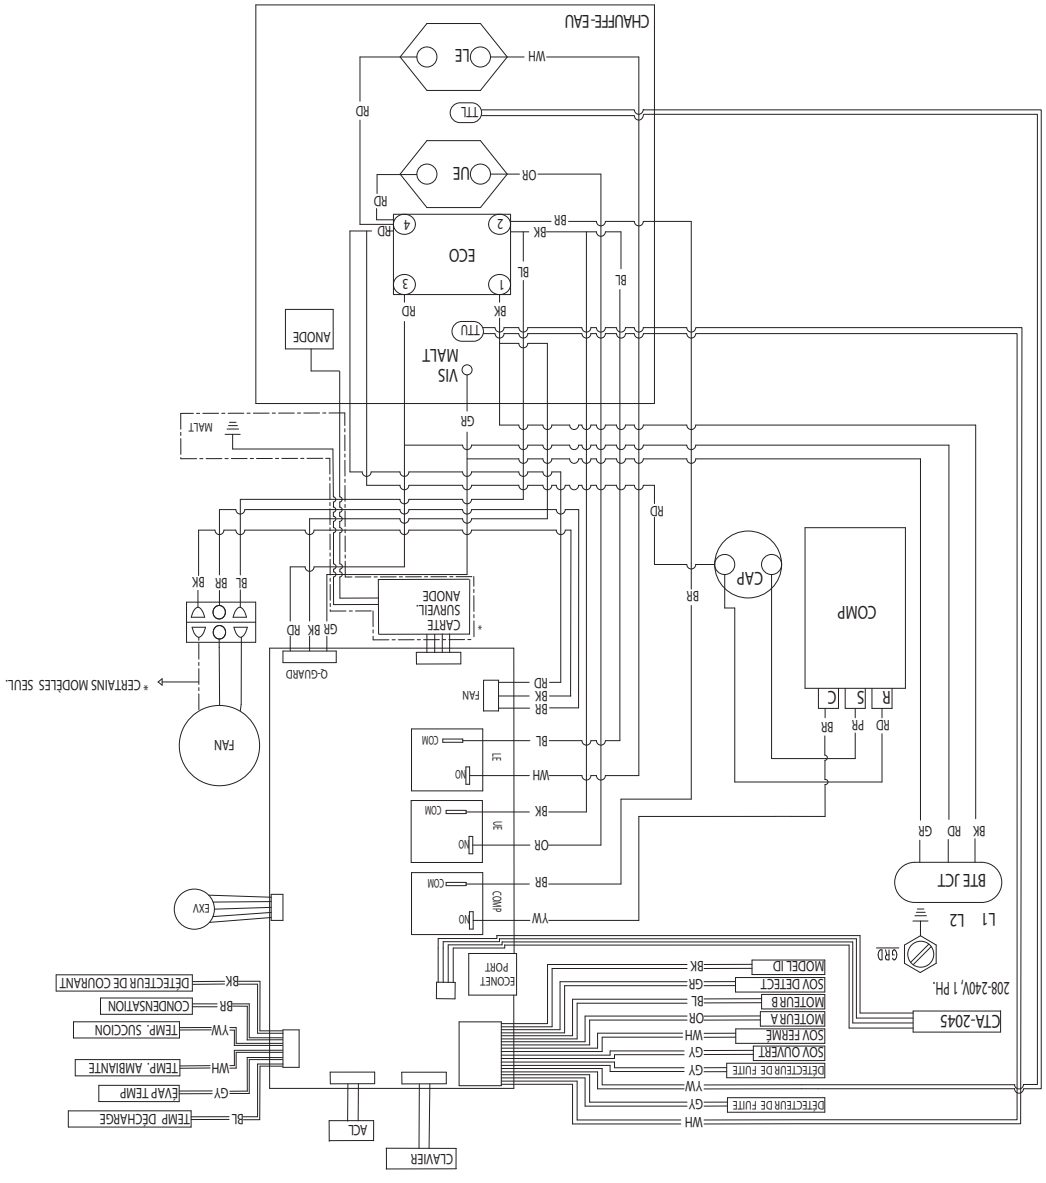 CLAVIER
ACL
WH
DÉTECTEUR DE FUITE
GY
YW
DÉTECTEUR DE FUITE
GY
SOV OUVERT
GY
SOV FERMÉ
WH
MOTEUR A
OR
MOTEUR B
BL
SOV DETECT
GR
MODEL ID
BK
BL
TEMP DÉCHARGE
GY
EVAP TEMP
WH
TEMP. AMBIANTE
YW
TEMP. SUCCION
BR
CONDENSATION
BK
DÉTECTEUR DE COURANT
CTA-2045
208-240V, 1 PH.
GRD
L1
L2
BTE JCT
BK
RD
GR
ECONET
PORT
YW
NO
COMP
BR
COM
OR
NO
UE
BK
COM
WH
NO
LE
BL
COM
EXV
RD
PR
BR
R
S
C
COMP
CAP
RD
BR
BR
BK
RD
FAN
FAN
* CERTAINS MODÈLES SEUL.
Q-GUARD
GR
BK
RD
*
CARTE
SURVEIL.
ANODE
BL
BR
BK
MALT
GR
VIS
MALT
ANODE
TTU
BK
RD
1
3
ECO
2
4
BL
BL
BK
BR
RD
RD
OR
UE
TTL
RD
WH
LE
CHAUFFE-EAU